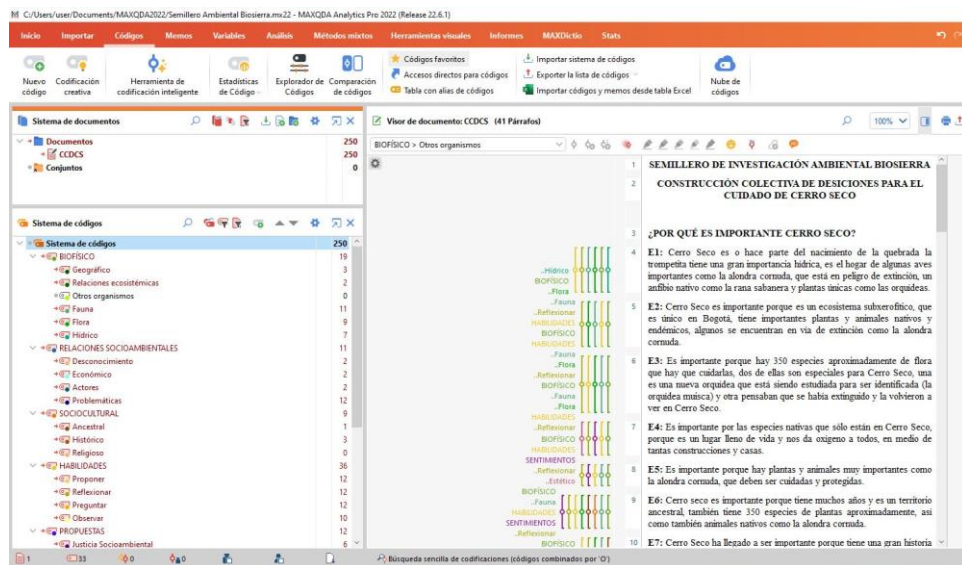 C:/Users/user/Documents/MAXQDA2022/Semillero Ambiental Biosierra.mx22 - MAXQDA Analytics Pro 2022 (Release 22.6.1)
Inicio Importar Códigos Memos Variables Análisis Métodos mixtos Herramientas visuales Informes MAXDictio Stats
Nuevo código
Codificación creativa
Herramienta de codificación inteligente
Estadísticas de Código
Explorador de Códigos
Comparación de códigos
Códigos favoritos
Accesos directos para códigos
Tabla con alias de códigos
Importar sistema de códigos
Exporter la lista de códigos
Importar códigos y memos desde tabla Excel
Nube de códigos
Sistema de documentos
Documentos 250
CCDCS 250
Conjuntos 0
Sistema de códigos
Sistema de códigos 250
BIOFÍSICO 19
Geográfico 3
Relaciones ecosistémicas 2
Otros organismos 0
Fauna 11
Flora 9
Hídrico 7
RELACIONES SOCIOAMBIENTALES 11
Desconocimiento 2
Económico 2
Actores 2
Problemáticas 12
SOCIOCULTURAL 9
Ancestral 1
Histórico 3
Religioso 0
HABILIDADES 36
Proponer 12
Reflexionar 12
Preguntar 12
Observar 10
PROPUESTAS 12
Justicia Socioambiental 6
Visor de documento: CCDCS (41 Párrafos)
100%
BIOFÍSICO > Otros organismos
..Hídrico
BIOFÍSICO
..Flora
..Fauna
..Reflexionar
HABILIDADES
BIOFÍSICO
HABILIDADES
..Fauna
..Flora
..Reflexionar
BIOFÍSICO
..Fauna
..Flora
HABILIDADES
..Reflexionar
BIOFÍSICO
HABILIDADES
SENTIMIENTOS
..Reflexionar
..Estético
BIOFÍSICO
..Fauna
HABILIDADES
SENTIMIENTOS
..Reflexionar
BIOFÍSICO
1 SEMILLERO DE INVESTIGACIÓN AMBIENTAL BIOSIERRA
2 CONSTRUCCIÓN COLECTIVA DE DESICIONES PARA EL
CUIDADO DE CERRO SECO
3 ¿POR QUÉ ES IMPORTANTE CERRO SECO?
4 E1: Cerro Seco es o hace parte del nacimiento de quebrada la
trompetita tiene una gran importancia hídrica, es el hogar de algunas aves
importantes como la alondra cornuda, que está en peligro de extinción, un
anfibio nativo como la rana sabanera y plantas únicas como las orquídeas.
5 E2: Cerro Seco es importante porque es un ecosistema subxerofítico, que
es único en Bogotá, tiene importantes plantas y animales nativos y
endémicos, algunos se encuentran en vía de extinción como la alondra
cornuda.
6 E3: Es importante porque hay 350 especies aproximadamente de flora
que hay que cuidarlas, dos de ellas son especiales para Cerro Seco, una
es una nueva orquídea que está siendo estudiada para ser identificada (la
orquídea muisca) y otra pensaban que se había extinguido y la volvieron a
ver en Cerro Seco.
7 E4: Es importante por las especies nativas que sólo están en Cerro Seco,
porque es un lugar lleno de vida y nos da oxígeno a todos, en medio de
tantas construcciones y casas.
8 E5: Es importante porque hay plantas y animales muy importantes como
la alondra cornuda, que deben ser cuidadas y protegidas.
9 E6: Cerro seco es importante porque tiene muchos años y es un territorio
ancestral, también tiene 350 especies de plantas aproximadamente, así
como también animales nativos como la alondra cornuda.
10 E7: Cerro Seco ha llegado a ser importante porque tiene una gran historia
1 33 0 0 Búsqueda sencilla de codificaciones (códigos combinados por 'O')